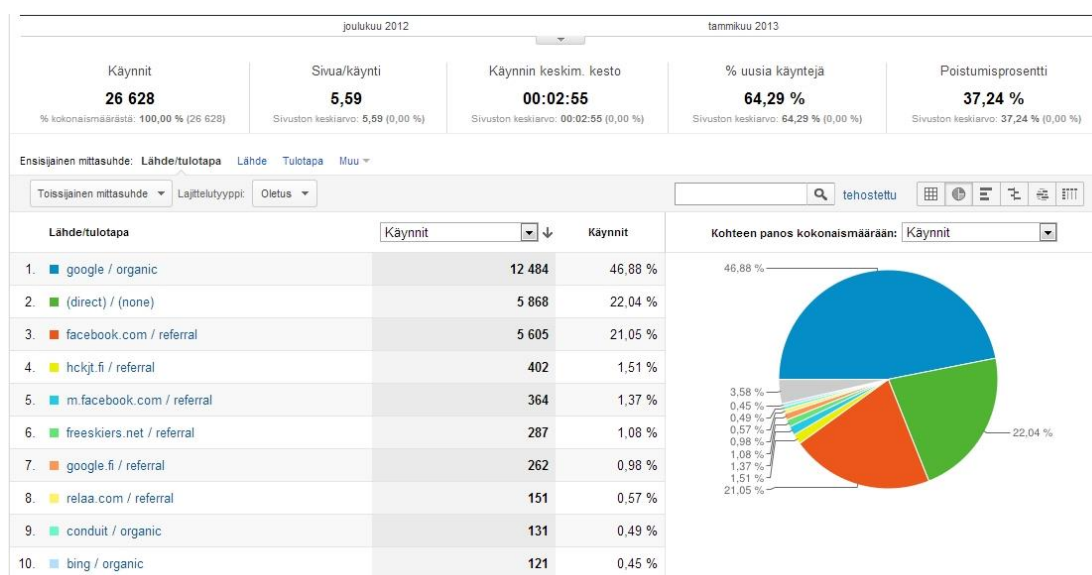 joulukuu 2012 tammikuu 2013
Käynnit Sivua/käynti Käynnin keskim. kesto % uusia käyntejä Poistumisprosentti
26 628 5,59 00:02:55 64,29 % 37,24 %
% kokonaismäärästä: 100,00 % (26 628) Sivuston keskiarvo: 5,59 (0,00 %) Sivuston keskiarvo: 00:02:55 (0,00 %) Sivuston keskiarvo: 64,29 % (0,00 %) Sivuston keskiarvo: 37,24 % (0,00 %)
Ensisijainen mittasuhde: Lähde/tulotapa Lähde Tulotapa Muu
Toissijainen mittasuhde Lajittelutyyppi: Oletus tehostettu
Lähde/tulotapa Käynnit Käynnit Kohteen panos kokonaismäärään: Käynnit
1. google / organic 12 484 46,88 %
2. (direct) / (none) 5 868 22,04 %
3. facebook.com / referral 5 605 21,05 %
4. hckjt.fi / referral 402 1,51 %
5. m.facebook.com / referral 364 1,37 %
6. freeskiers.net / referral 287 1,08 %
7. google.fi / referral 262 0,98 %
8. relaa.com / referral 151 0,57 %
9. conduit / organic 131 0,49 %
10. bing / organic 121 0,45 %
46,88 %
3,58 %
0,45 %
0,49 %
0,57 %
0,98 %
1,08 %
1,37 %
1,51 %
21,05 %
22,04 %